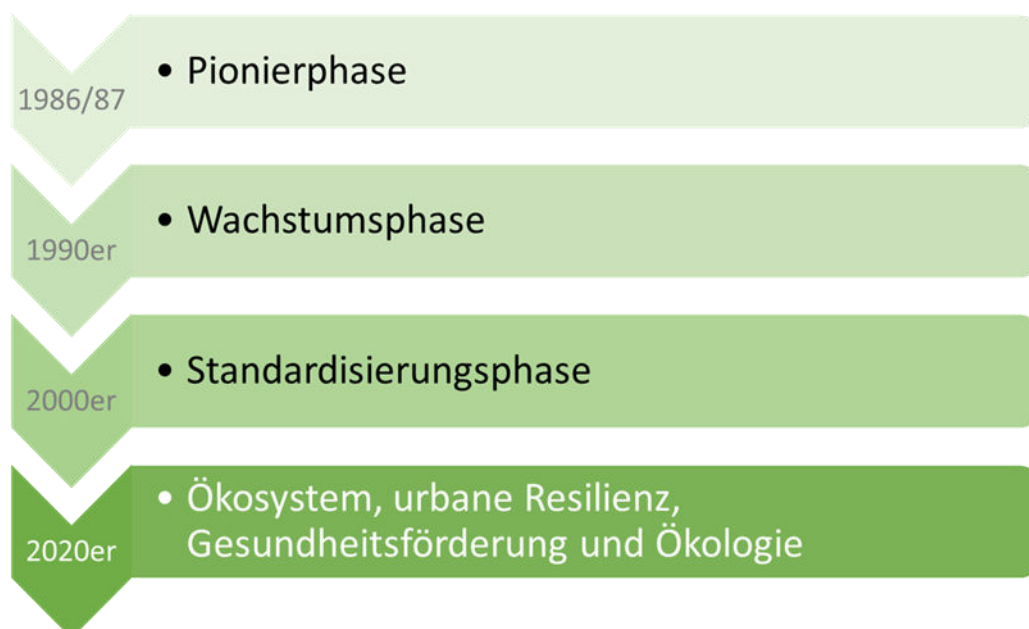 1986/87
• Pionierphase
1990er
• Wachstumsphase
2000er
• Standardisierungsphase
2020er
• Ökosystem, urbane Resilienz,
Gesundheitsförderung und Ökologie